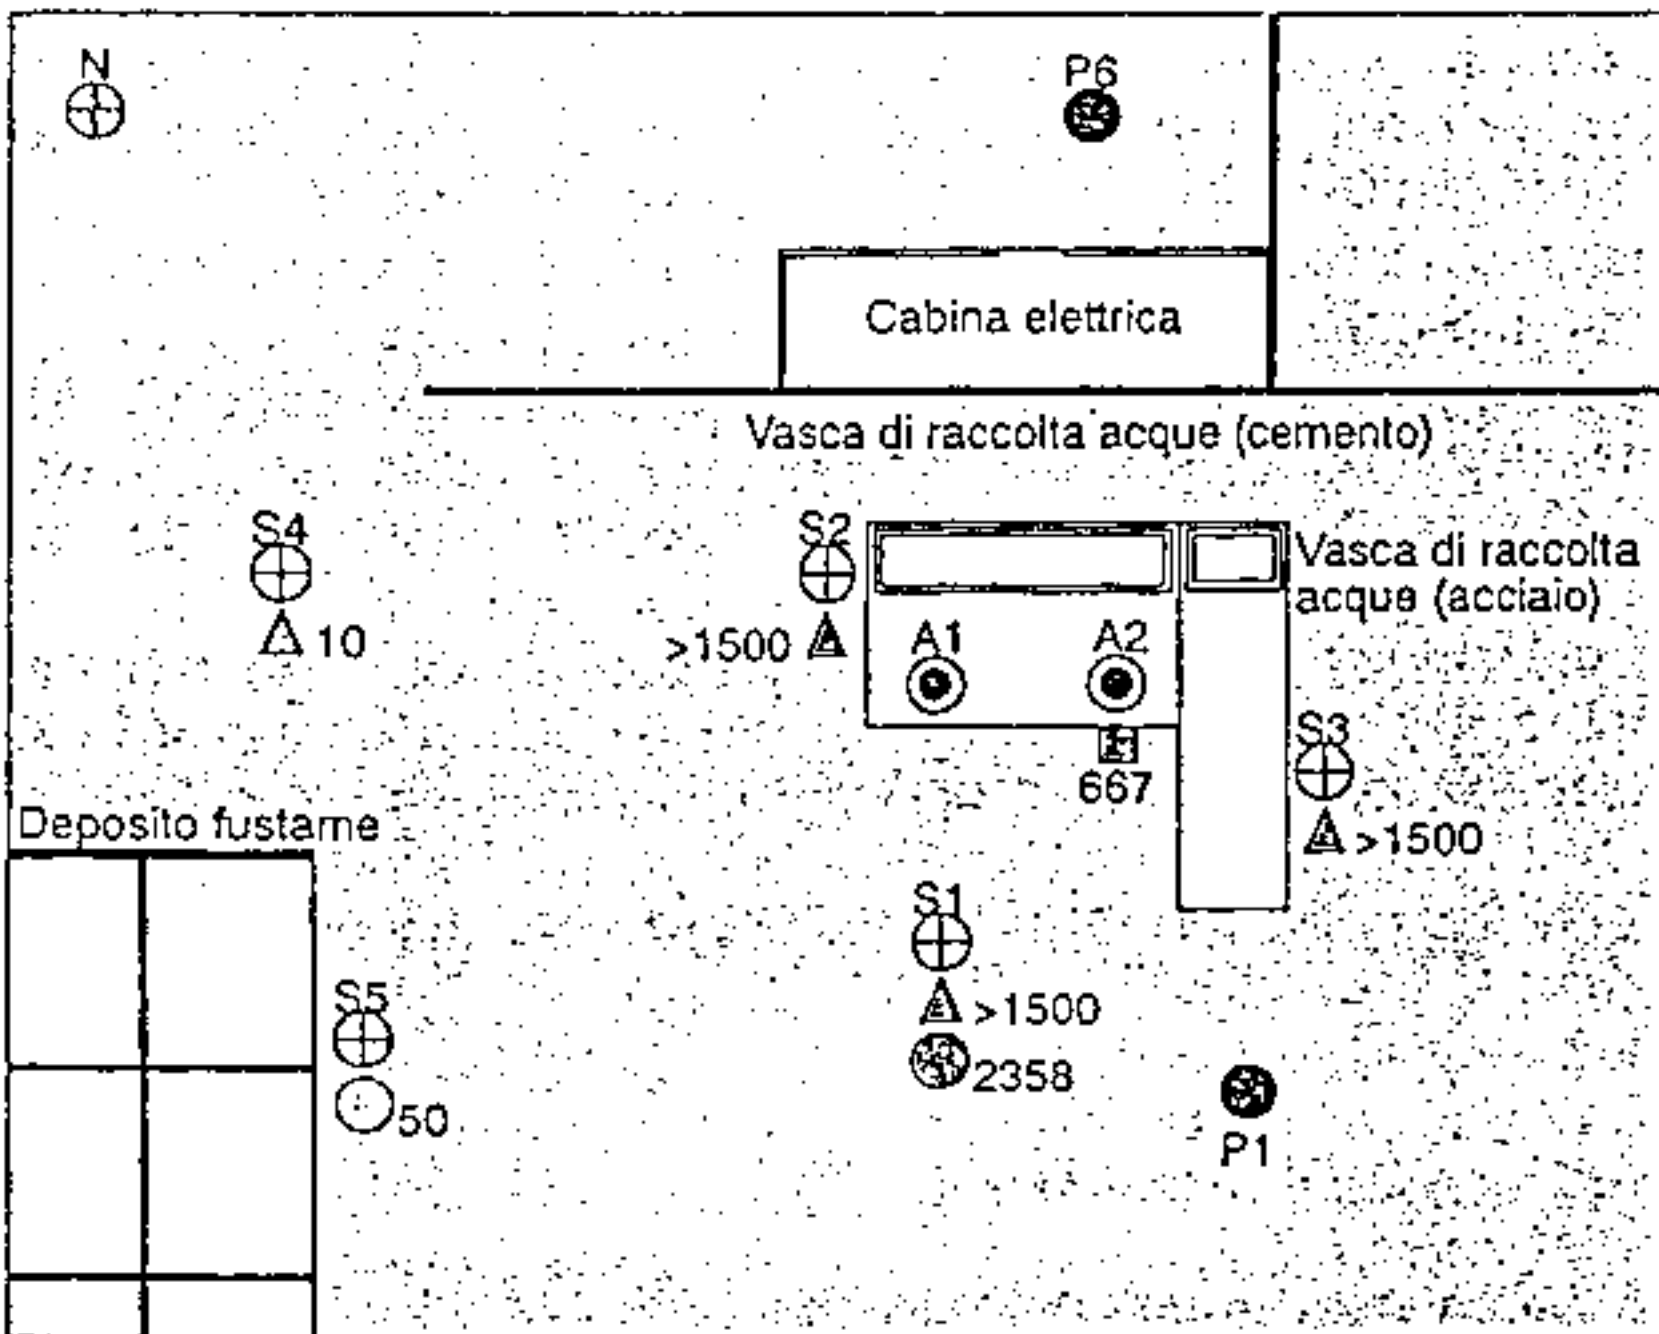 N
P6
Cabina elettrica
Vasca di raccolta acque (cemento)
S4
S2
Vasca di raccolta
acque (acciaio)
10
>1500
A1
A2
S3
667
>1500
Deposito fustame
S1
>1500
S5
2358
50
P1